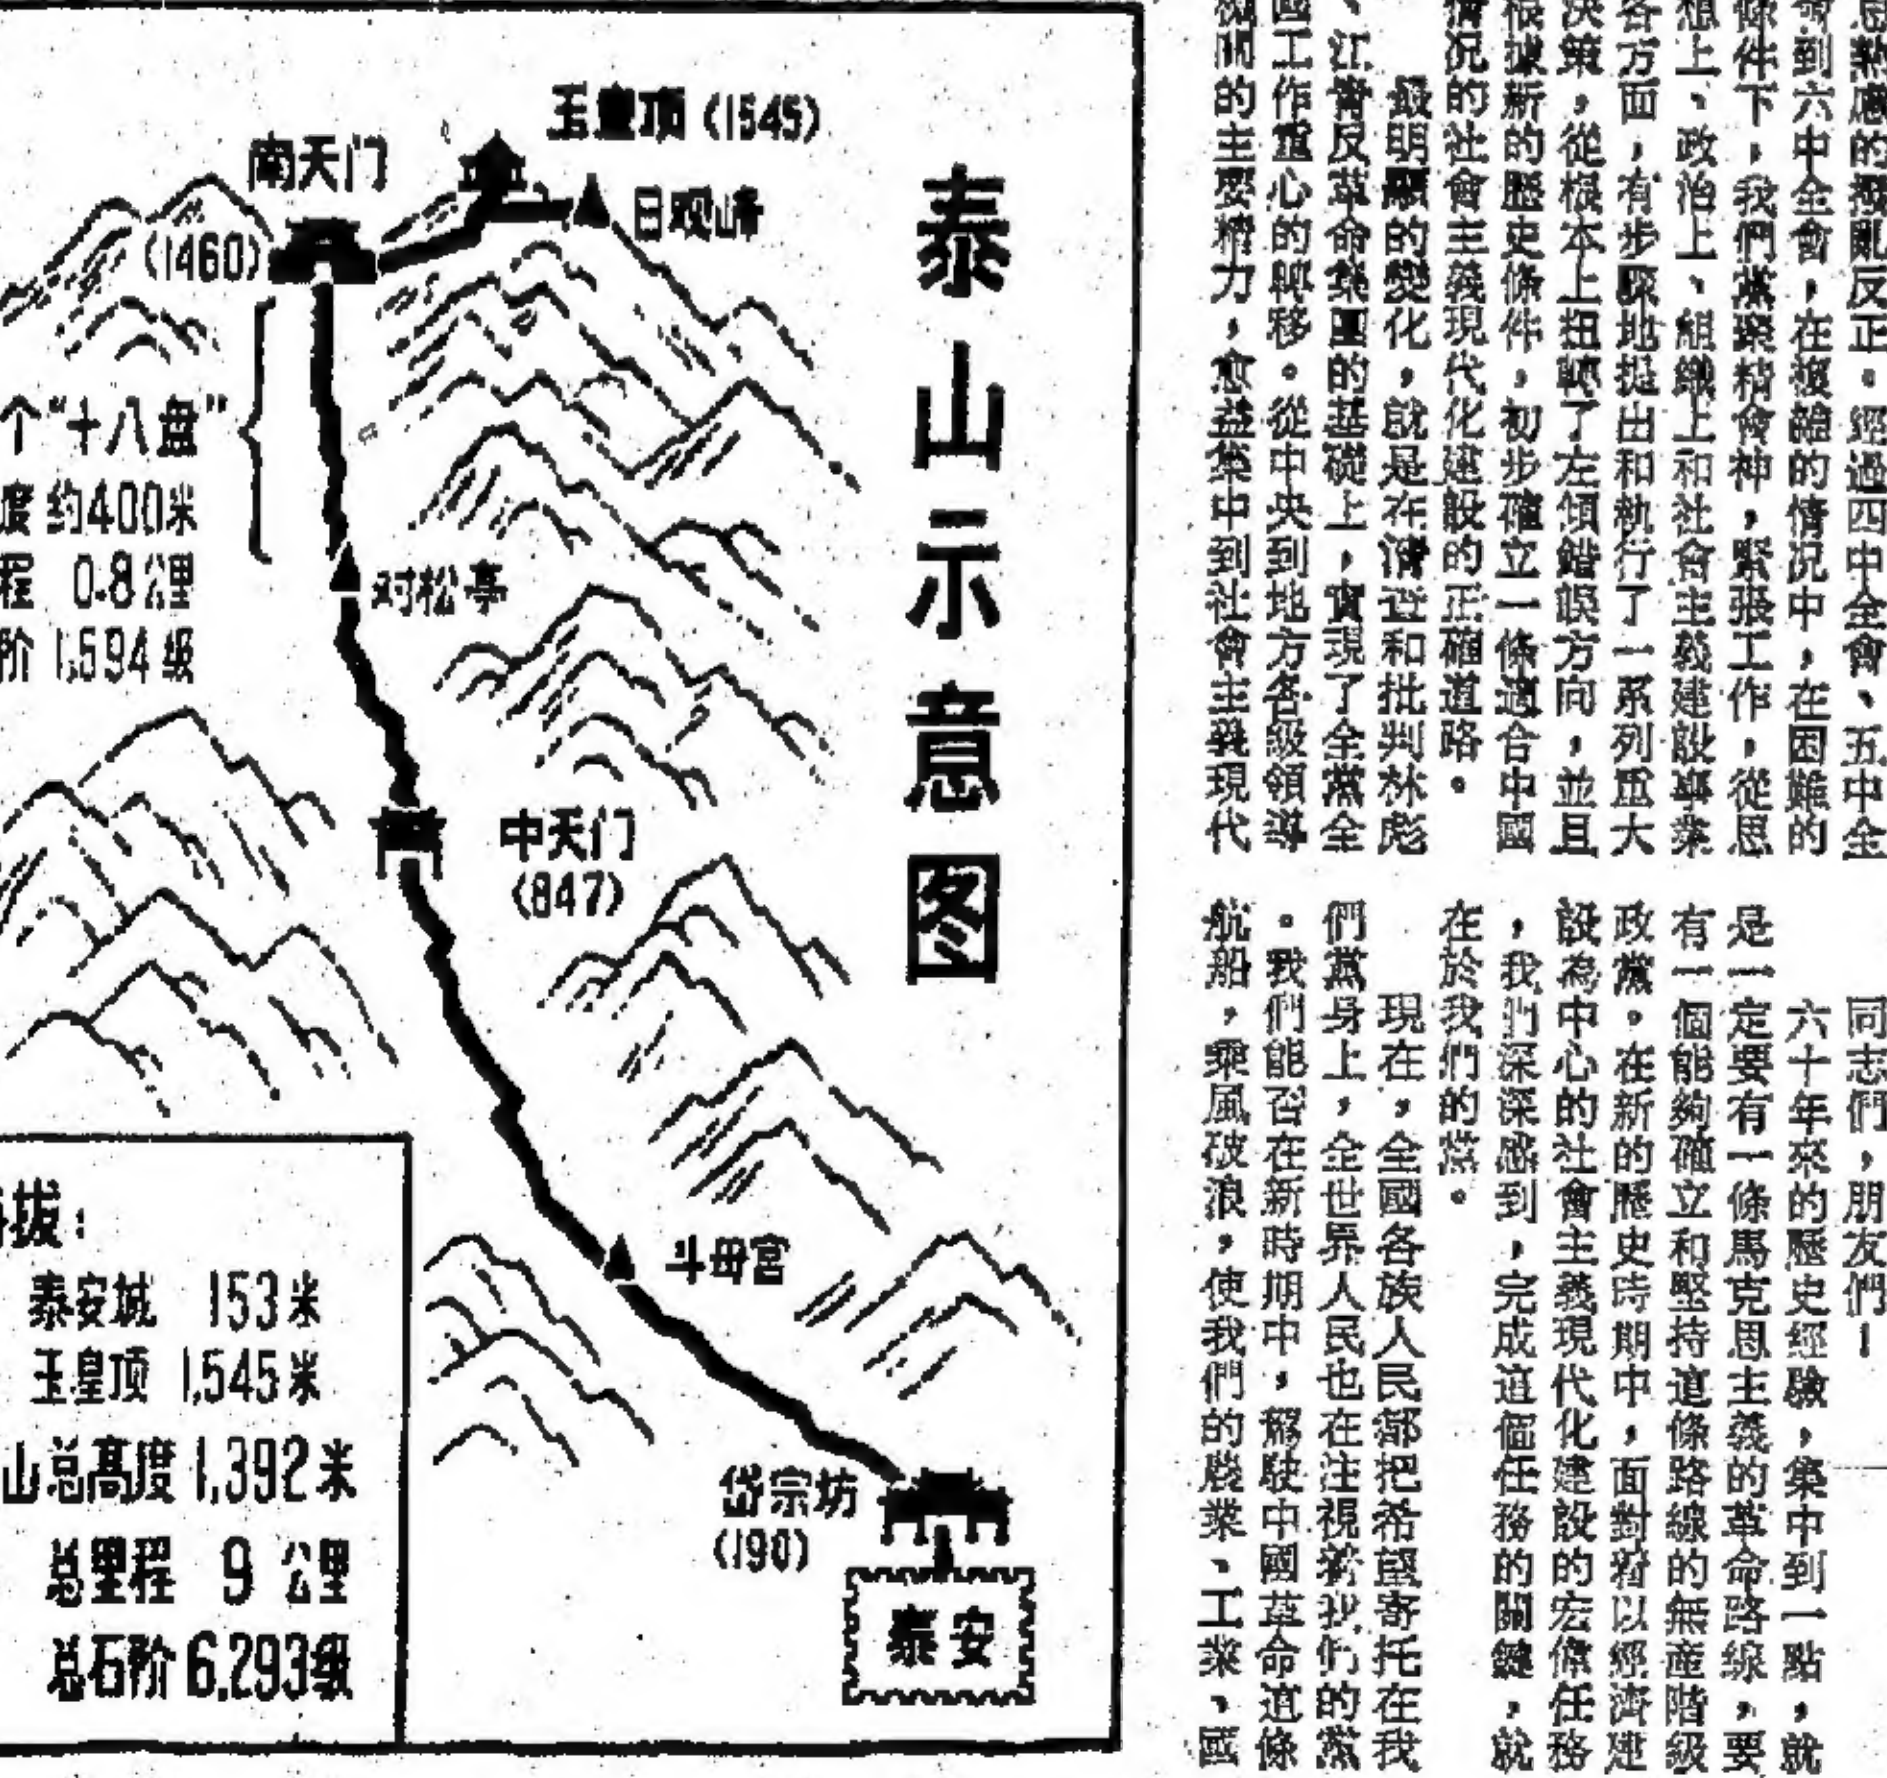 泰山示意图
玉皇顶(1545)
南天门
(1460)
日观峰
个“十八盘”
度 约400米
程 0.8公里
阶 1,594级
对松亭
中天门
(847)
斗母宫
岱宗坊
(190)
泰安
海拔:
泰安城 153米
玉皇顶 1,545米
山总高度 1,392米
总里程 9 公里
总石阶 6,293级
的撥亂反正。經過四中全會、五中全
會到六中全會,在複雜的情況中,在困難的
條件下,我們黨聚精會神,緊張工作,從思
想上、政治上、組織上和社會主義建設事業
各方面,有步驟地提出和執行了一系列重大
決策,從根本上扭轉了左傾錯誤方向,並且
根據新的歷史條件,初步確立一條適合中國
情況的社會主義現代化建設的正確道路。
最明顯的變化,就是在清查和批判林彪
、江青反革命集團的基礎上,實現了全黨全
國工作重心的轉移。從中央到地方各級領導
機關的主要精力,愈益集中到社會主義現代
同志們,朋友們!
六十年來的歷史經驗,集中到一點,就
是一定要有一條馬克思主義的革命路線,要
有一個能夠確立和堅持這條路線的無產階級
政黨。在新的歷史時期中,面對着以經濟建
設為中心的社會主義現代化建設的宏偉任務
,我們深深感到,完成這個任務的關鍵,就
在於我們的黨。
現在,全國各族人民都把希望寄托在我
們黨身上,全世界人民也在注視着我們的黨
。我們能否在新時期中,駕駛中國革命這條
航船,乘風破浪,使我們的農業、工業、國